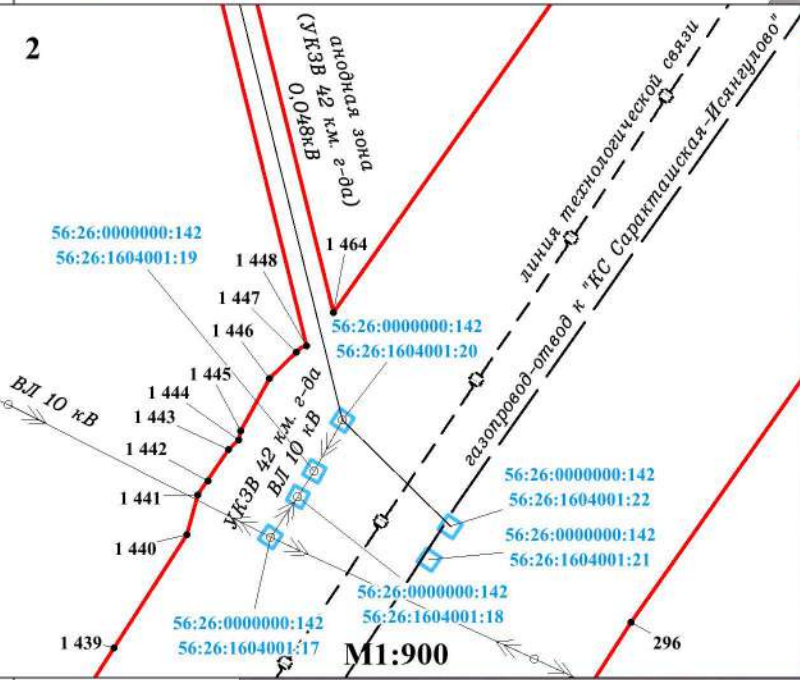 2
анодная зона
(УКЗВ 42 км. г-да)
0,048кВ
линия технологической связи
газопровод-отвод к "КС Саракташская-Исянгулово"
56:26:0000000:142
56:26:1604001:19
1 464
1 448
1 447
1 446
1 445
1 444
1 443
1 442
1 441
1 440
1 439
56:26:0000000:142
56:26:1604001:20
ВЛ 10 кВ
УКЗВ 42 км. г-да
ВЛ 10 кВ
56:26:0000000:142
56:26:1604001:22
56:26:0000000:142
56:26:1604001:21
56:26:0000000:142
56:26:1604001:18
56:26:0000000:142
56:26:1604001:17
М1:900
296